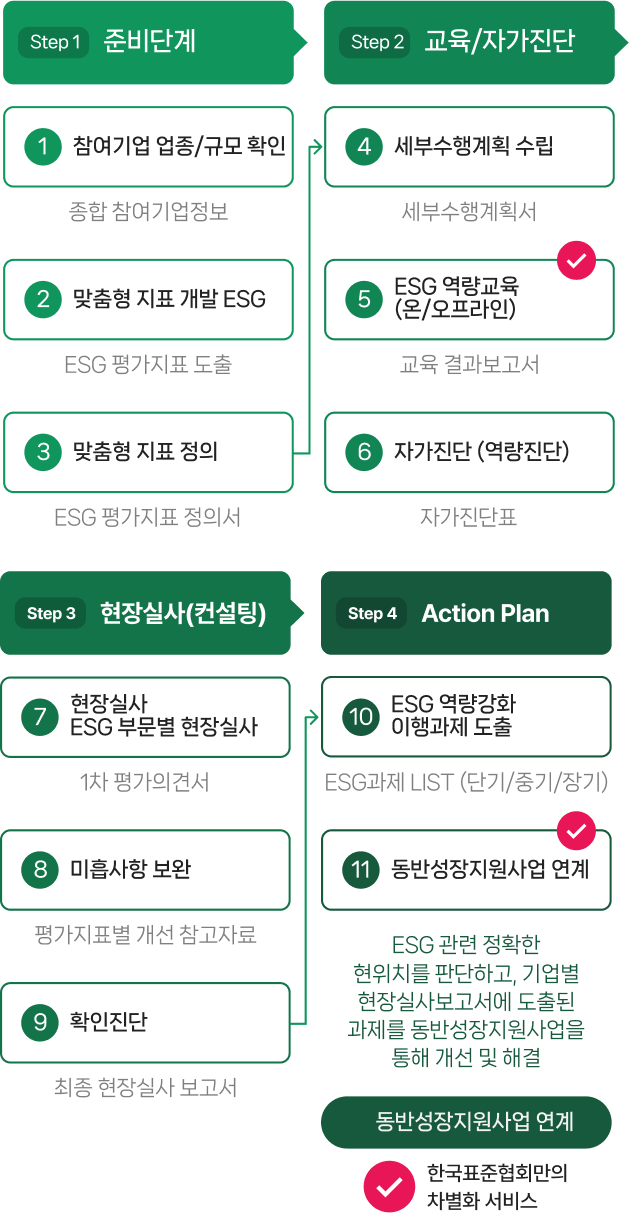 Step 1 준비단계
1 참여기업 업종/규모 확인
종합 참여기업정보
2 맞춤형 지표 개발 ESG
ESG 평가지표 도출
3 맞춤형 지표 정의
ESG 평가지표 정의서
Step 2 교육/자가진단
4 세부수행계획 수립
세부수행계획서
5 ESG 역량교육
(온/오프라인)
교육 결과보고서
6 자가진단 (역량진단)
자가진단표
Step 3 현장실사(컨설팅)
7 현장실사
ESG 부문별 현장실사
1차 평가의견서
8 미흡사항 보완
평가지표별 개선 참고자료
9 확인진단
최종 현장실사 보고서
Step 4 Action Plan
10 ESG 역량강화
이행과제 도출
ESG과제 LIST (단기/중기/장기)
11 동반성장지원사업 연계
ESG 관련 정확한
현위치를 판단하고, 기업별
현장실사보고서에 도출된
과제를 동반성장지원사업을
통해 개선 및 해결
동반성장지원사업 연계
한국표준협회만의
차별화 서비스